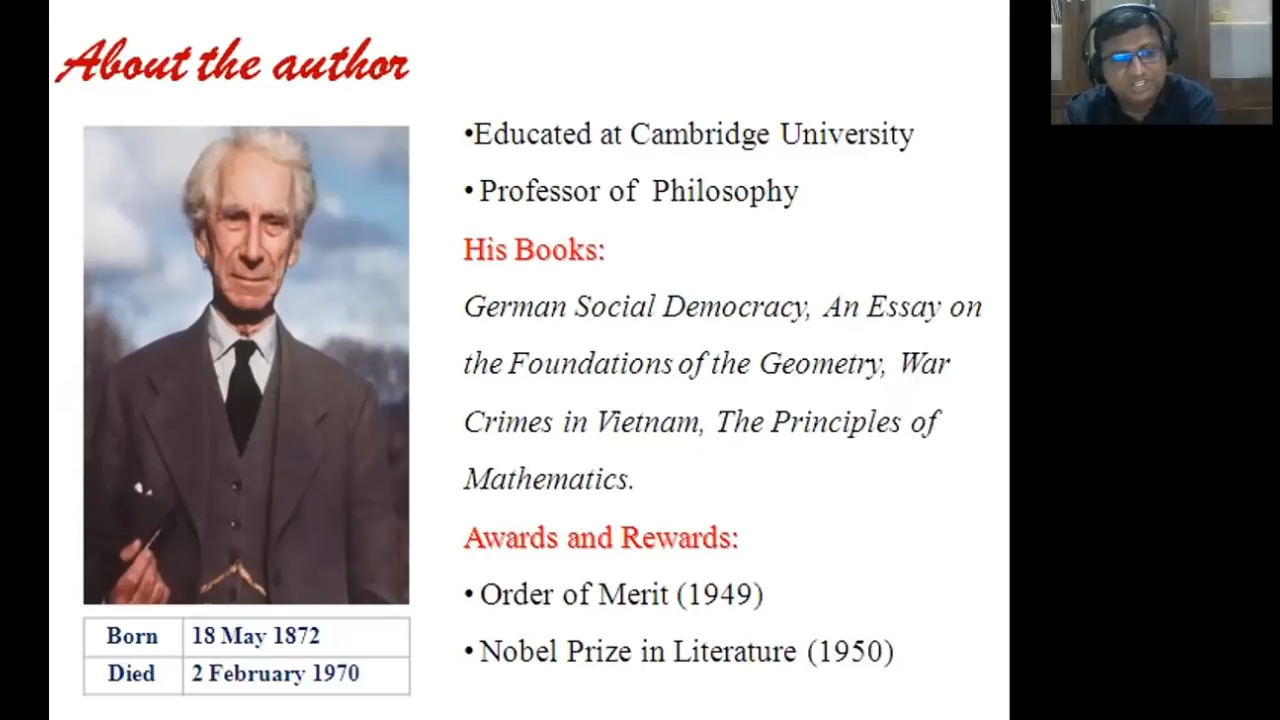 About the author
•Educated at Cambridge University
• Professor of Philosophy
His Books:
German Social Democracy, An Essay on
the Foundations of the Geometry, War
Crimes in Vietnam, The Principles of
Mathematics.
Awards and Rewards:
• Order of Merit (1949)
• Nobel Prize in Literature (1950)
Born 18 May 1872
Died 2 February 1970